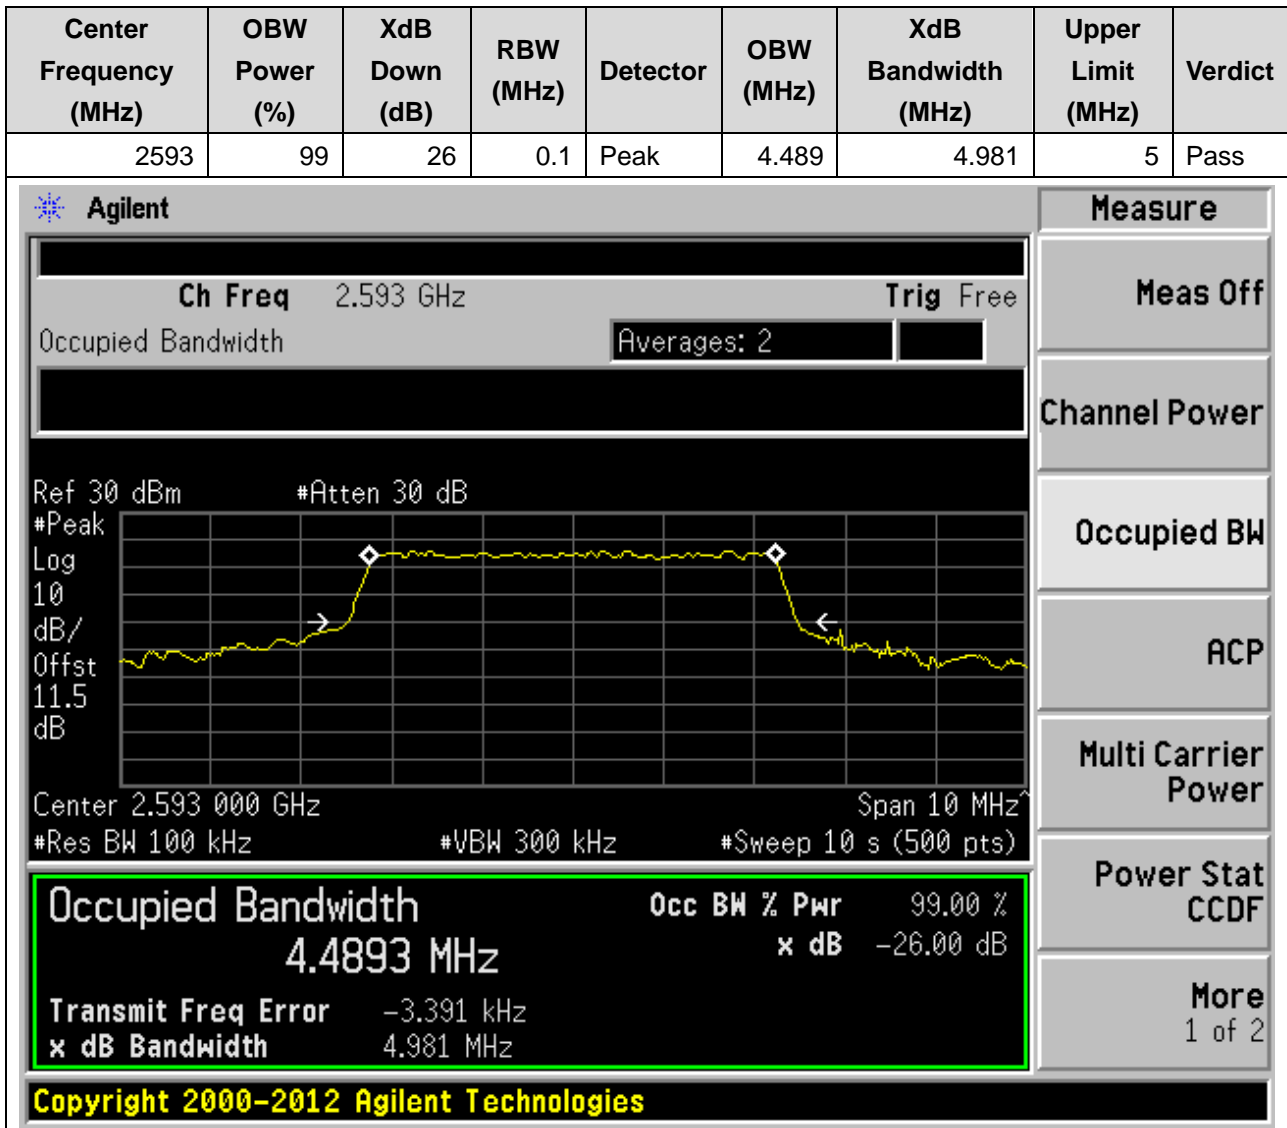 Center Frequency (MHz) OBW Power (%) XdB Down (dB) RBW (MHz) Detector OBW (MHz) XdB Bandwidth (MHz) Upper Limit (MHz) Verdict
2593 99 26 0.1 Peak 4.489 4.981 5 Pass
Agilent
Measure
Ch Freq 2.593 GHz Trig Free
Meas Off
Occupied Bandwidth Averages: 2
Channel Power
Ref 30 dBm #Atten 30 dB
#Peak
Log
10
dB/
Offst
11.5
dB
Occupied BW
ACP
Multi Carrier
Power
Center 2.593 000 GHz Span 10 MHz^
#Res BW 100 kHz #VBW 300 kHz #Sweep 10 s (500 pts)
Power Stat
CCDF
Occupied Bandwidth Occ BW % Pwr 99.00 %
4.4893 MHz x dB -26.00 dB
Transmit Freq Error -3.391 kHz
x dB Bandwidth 4.981 MHz
More
1 of 2
Copyright 2000-2012 Agilent Technologies